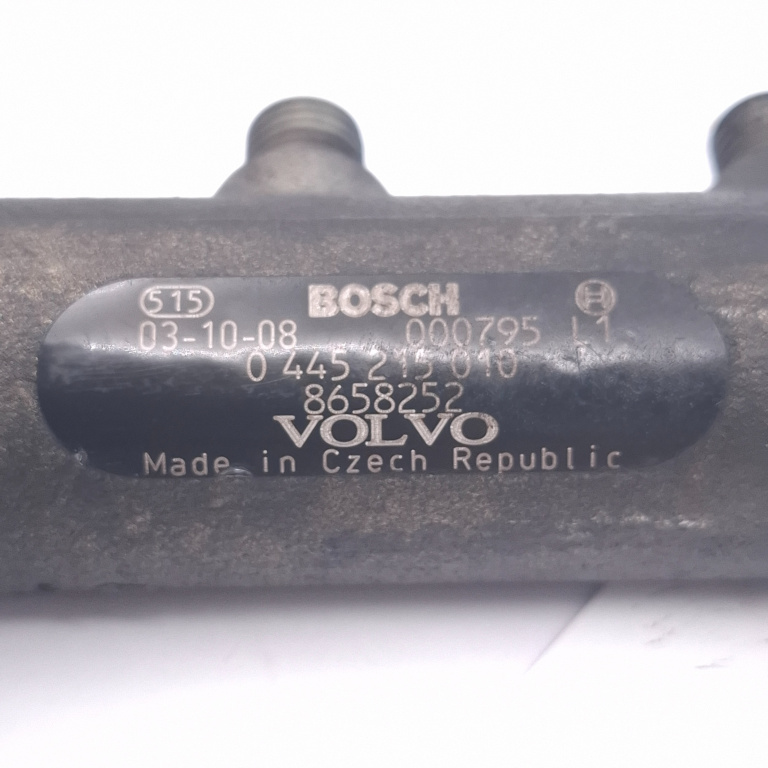 515 BOSCH
03-10-08 000795 L1
0 445 215 010
8658252
VOLVO
Made in Czech Republic